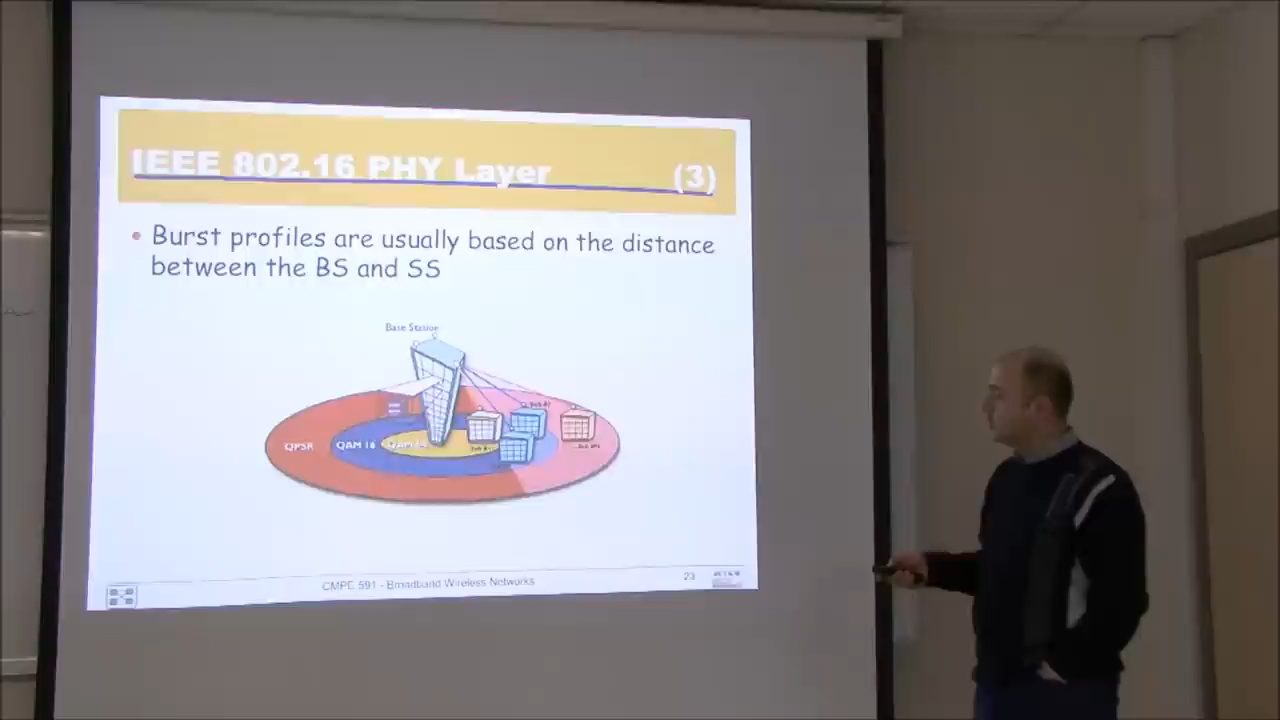 IEEE 802.16 PHY Layer (3)
• Burst profiles are usually based on the distance
between the BS and SS
Base Station
QPSK QAM 16 QAM
CMPE 591 - Broadband Wireless Networks 23